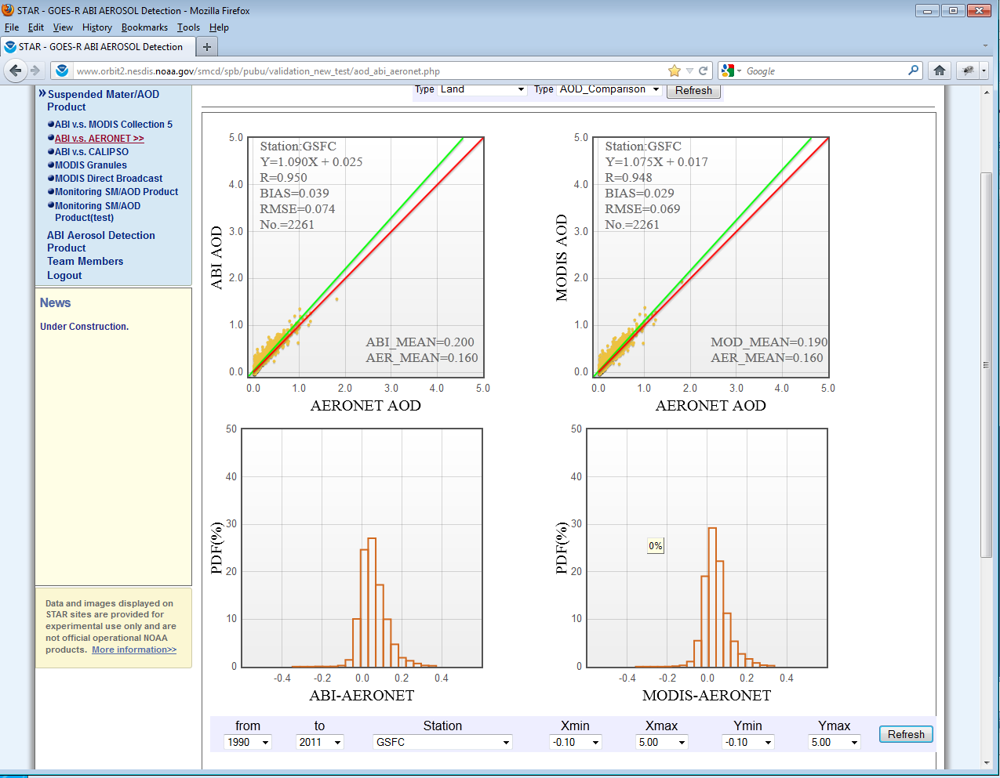 STAR - GOES-R ABI AEROSOL Detection - Mozilla Firefox
File Edit View History Bookmarks Tools Help
STAR - GOES-R ABI AEROSOL Detection
www.orbit2.nesdis.noaa.gov/smcd/spb/pubu/validation_new_test/aod_abi_aeronet.php
Google
Suspended Mater/AOD
Product
ABI v.s. MODIS Collection 5
ABI v.s. AERONET >>
ABI v.s. CALIPSO
MODIS Granules
MODIS Direct Broadcast
Monitoring SM/AOD Product
Monitoring SM/AOD
Product(test)
ABI Aerosol Detection
Product
Team Members
Logout
News
Under Construction.
Data and images displayed on
STAR sites are provided for
experimental use only and are
not official operational NOAA
products. More information>>
Type Land Type AOD_Comparison Refresh
5.0
4.0
3.0
2.0
1.0
0.0
ABI AOD
Station:GSFC
Y=1.090X + 0.025
R=0.950
BIAS=0.039
RMSE=0.074
No.=2261
ABI_MEAN=0.200
AER_MEAN=0.160
0.0 1.0 2.0 3.0 4.0 5.0
AERONET AOD
5.0
4.0
3.0
2.0
1.0
0.0
MODIS AOD
Station:GSFC
Y=1.075X + 0.017
R=0.948
BIAS=0.029
RMSE=0.069
No.=2261
MOD_MEAN=0.190
AER_MEAN=0.160
0.0 1.0 2.0 3.0 4.0 5.0
AERONET AOD
50
40
30
20
10
0
PDF(%)
-0.4 -0.2 0.0 0.2 0.4
ABI-AERONET
50
40
30
20
10
0
PDF(%)
0%
-0.4 -0.2 0.0 0.2 0.4
MODIS-AERONET
from to Station Xmin Xmax Ymin Ymax
1990 2011 GSFC -0.10 5.00 -0.10 5.00 Refresh